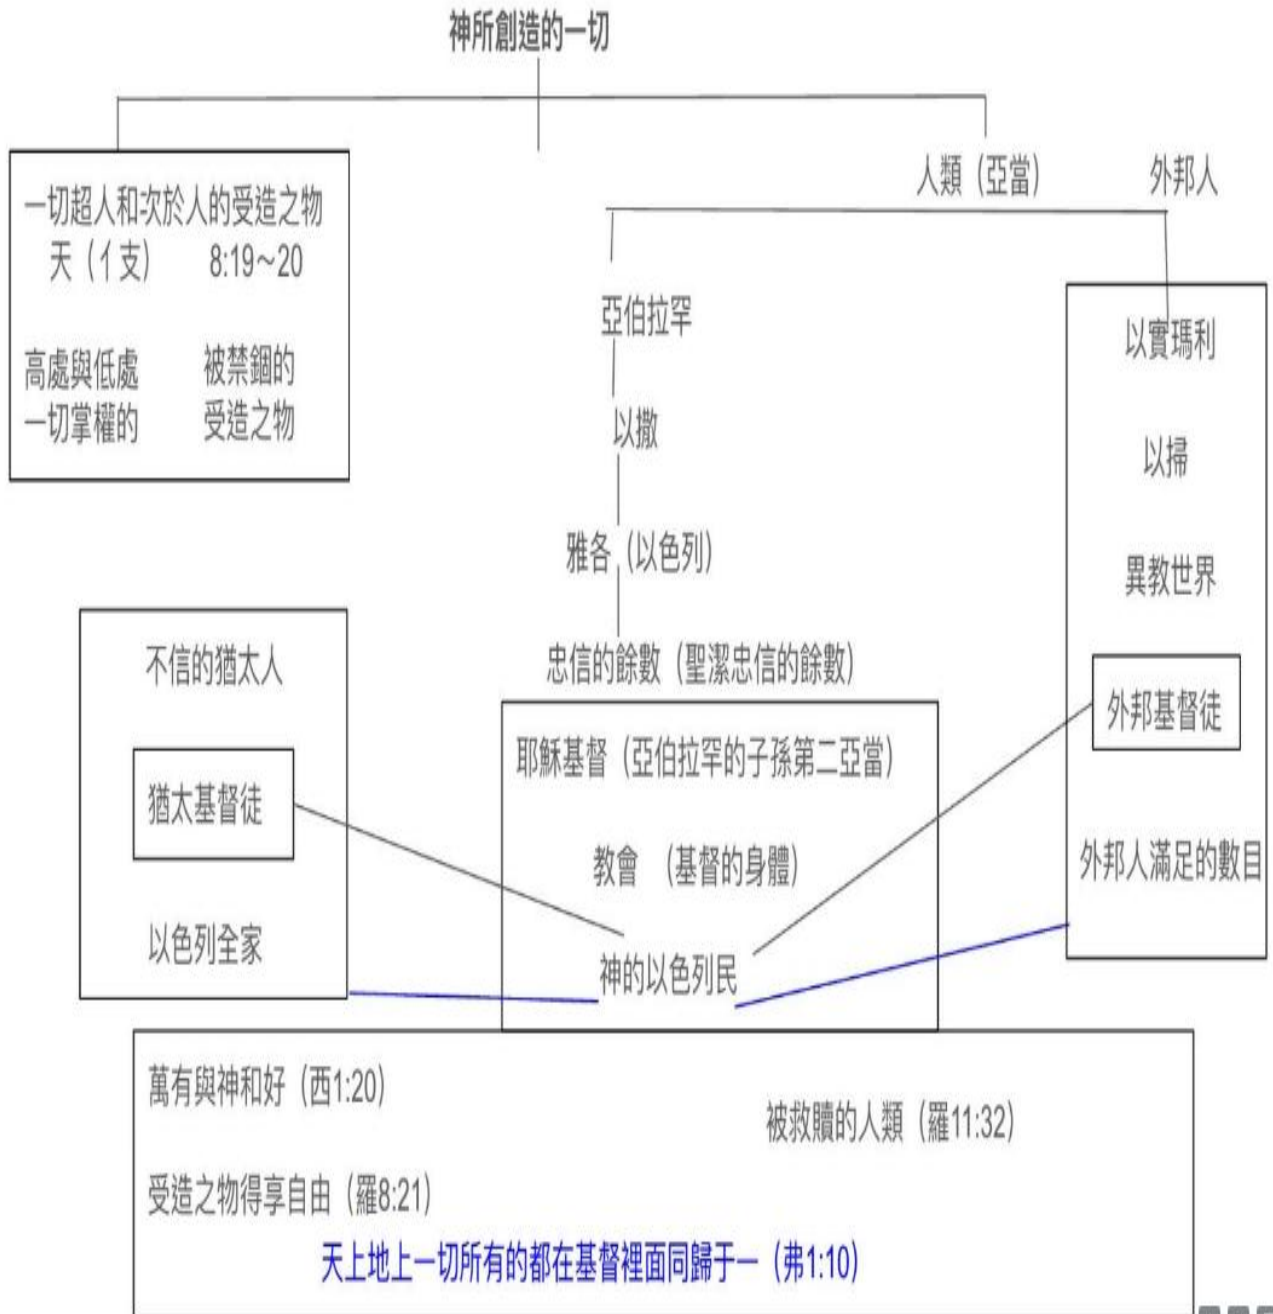 神所創造的一切
一切超人和次於人的受造之物
天（亻支） 8:19～20
高處與低處 被禁錮的
一切掌權的 受造之物
人類（亞當） 外邦人
亞伯拉罕
以撒
雅各（以色列）
忠信的餘數（聖潔忠信的餘數）
以實瑪利
以掃
異教世界
外邦基督徒
外邦人滿足的數目
不信的猶太人
猶太基督徒
以色列全家
耶穌基督（亞伯拉罕的子孫第二亞當）
教會 （基督的身體）
神的以色列民
萬有與神和好（西1:20）
被救贖的人類（羅11:32）
受造之物得享自由（羅8:21）
天上地上一切所有的都在基督裡面同歸于一（弗1:10）